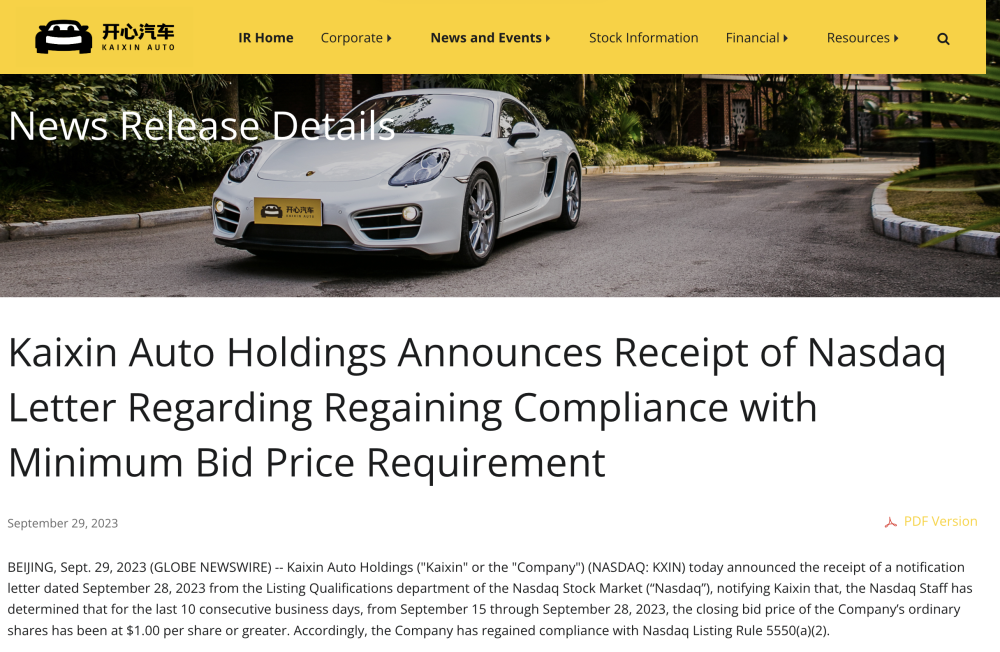 开心汽车
KAIXIN AUTO
IR Home
Corporate
News and Events
Stock Information
Financial
Resources
News Release Details
开心汽车
KAIXIN AUTO
Kaixin Auto Holdings Announces Receipt of Nasdaq
Letter Regarding Regaining Compliance with
Minimum Bid Price Requirement
September 29, 2023
PDF Version
BEIJING, Sept. 29, 2023 (GLOBE NEWSWIRE) -- Kaixin Auto Holdings ("Kaixin" or the "Company") (NASDAQ: KXIN) today announced the receipt of a notification
letter dated September 28, 2023 from the Listing Qualifications department of the Nasdaq Stock Market (“Nasdaq”), notifying Kaixin that, the Nasdaq Staff has
determined that for the last 10 consecutive business days, from September 15 through September 28, 2023, the closing bid price of the Company’s ordinary
shares has been at $1.00 per share or greater. Accordingly, the Company has regained compliance with Nasdaq Listing Rule 5550(a)(2).